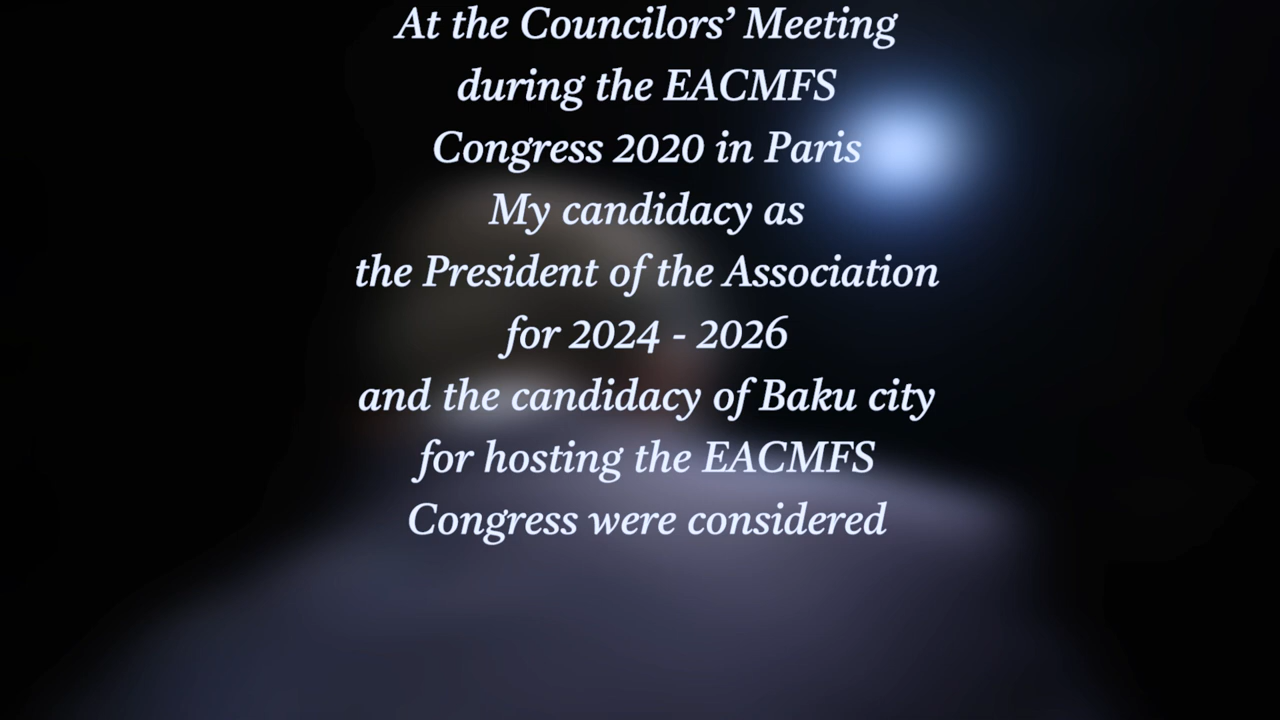 At the Councilors’ Meeting
during the EACMFS
Congress 2020 in Paris
My candidacy as
the President of the Association
for 2024 - 2026
and the candidacy of Baku city
for hosting the EACMFS
Congress were considered